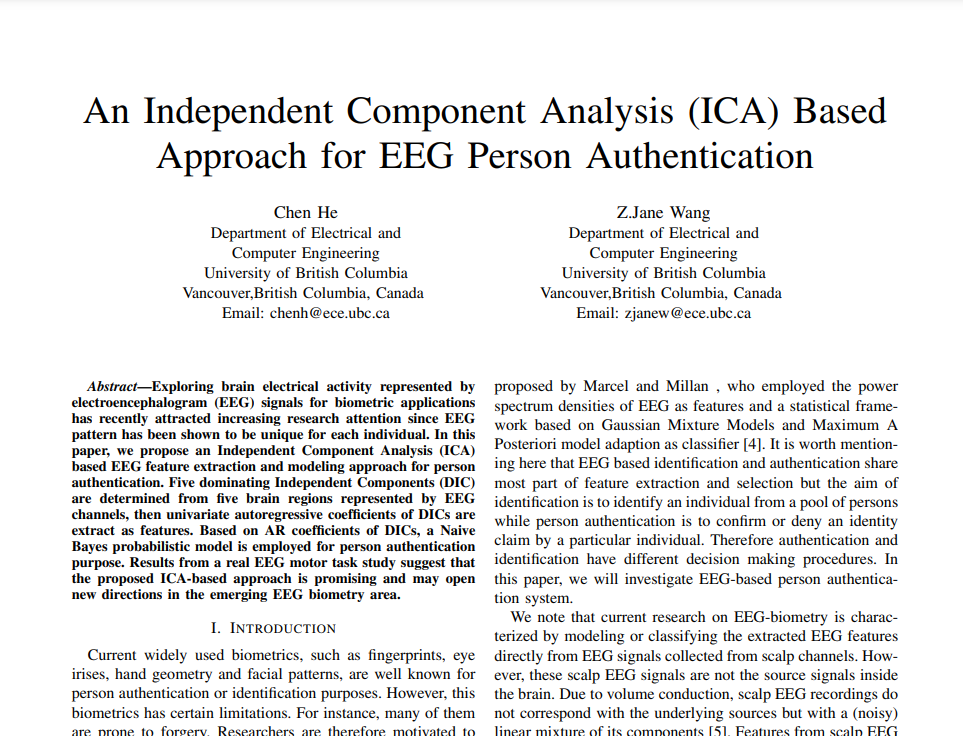 An Independent Component Analysis (ICA) Based
Approach for EEG Person Authentication
Chen He
Department of Electrical and
Computer Engineering
University of British Columbia
Vancouver,British Columbia, Canada
Email: chenh@ece.ubc.ca
Z.Jane Wang
Department of Electrical and
Computer Engineering
University of British Columbia
Vancouver,British Columbia, Canada
Email: zjanew@ece.ubc.ca
Abstract—Exploring brain electrical activity represented by
electroencephalogram (EEG) signals for biometric applications
has recently attracted increasing research attention since EEG
pattern has been shown to be unique for each individual. In this
paper, we propose an Independent Component Analysis (ICA)
based EEG feature extraction and modeling approach for person
authentication. Five dominating Independent Components (DIC)
are determined from five brain regions represented by EEG
channels, then univariate autoregressive coefficients of DICs are
extract as features. Based on AR coefficients of DICs, a Naive
Bayes probabilistic model is employed for person authentication
purpose. Results from a real EEG motor task study suggest that
the proposed ICA-based approach is promising and may open
new directions in the emerging EEG biometry area.
I. INTRODUCTION
Current widely used biometrics, such as fingerprints, eye
irises, hand geometry and facial patterns, are well known for
person authentication or identification purposes. However, this
biometrics has certain limitations. For instance, many of them
are prone to forgery. Researchers are therefore motivated to
proposed by Marcel and Millan , who employed the power
spectrum densities of EEG as features and a statistical frame-
work based on Gaussian Mixture Models and Maximum A
Posteriori model adaption as classifier [4]. It is worth mention-
ing here that EEG based identification and authentication share
most part of feature extraction and selection but the aim of
identification is to identify an individual from a pool of persons
while person authentication is to confirm or deny an identity
claim by a particular individual. Therefore authentication and
identification have different decision making procedures. In
this paper, we will investigate EEG-based person authentica-
tion system.
We note that current research on EEG-biometry is charac-
terized by modeling or classifying the extracted EEG features
directly from EEG signals collected from scalp channels. How-
ever, these scalp EEG signals are not the source signals inside
the brain. Due to volume conduction, scalp EEG recordings do
not correspond with the underlying sources but with a (noisy)
linear mixture of its components [5]. Features from scalp EEG